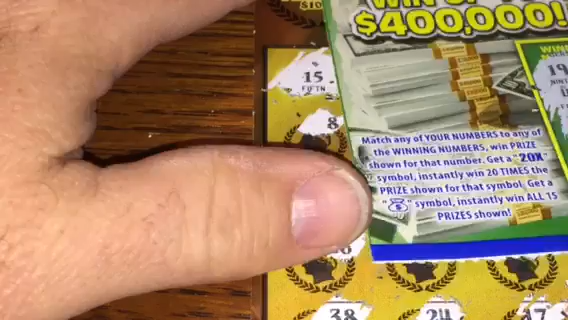 $400,000!
15
FIFTN
8
19
Match any of YOUR NUMBERS to any of
the WINNING NUMBERS, win PRIZE
shown for that number. Get a "20X"
symbol, instantly win 20 TIMES the
PRIZE shown for that symbol. Get a
" " symbol, instantly win ALL 15
PRIZES shown!
38
24